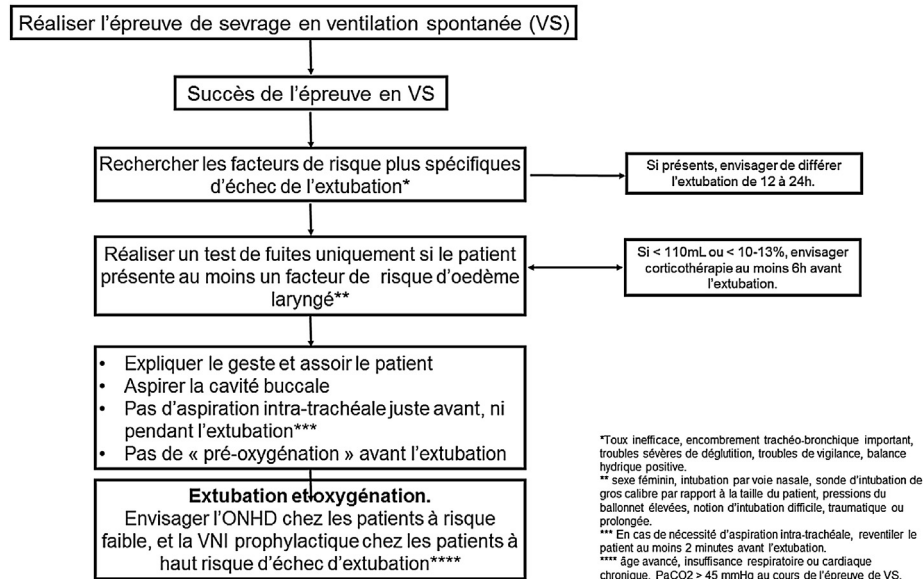 Réaliser l'épreuve de sevrage en ventilation spontanée (VS)
Succès de l'épreuve en VS
Rechercher les facteurs de risque plus spécifiques
d'échec de l'extubation*
Si présents, envisager de différer
l'extubation de 12 à 24h.
Réaliser un test de fuites uniquement si le patient
présente au moins un facteur de risque d'oedème
laryngé**
Si < 110mL ou < 10-13%, envisager
corticothérapie au moins 6h avant
l'extubation.
• Expliquer le geste et assoir le patient
• Aspirer la cavité buccale
• Pas d'aspiration intra-trachéale juste avant, ni
pendant l'extubation***
• Pas de « pré-oxygénation » avant l'extubation
Extubation et oxygénation.
Envisager l'ONHD chez les patients à risque
faible, et la VNI prophylactique chez les patients à
haut risque d'échec d'extubation****
*Toux inefficace, encombrement trachéo-bronchique important,
troubles sévères de déglutition, troubles de vigilance, balance
hydrique positive.
** sexe féminin, intubation par voie nasale, sonde d'intubation de
gros calibre par rapport à la taille du patient, pressions du
ballonnet élevées, notion d'intubation difficile, traumatique ou
prolongée.
*** En cas de nécessité d'aspiration intra-trachéale, reventiler le
patient au moins 2 minutes avant l'extubation.
**** âge avancé, insuffisance respiratoire ou cardiaque
chronique, PaCO2 > 45 mmHg au cours de l'épreuve de VS.